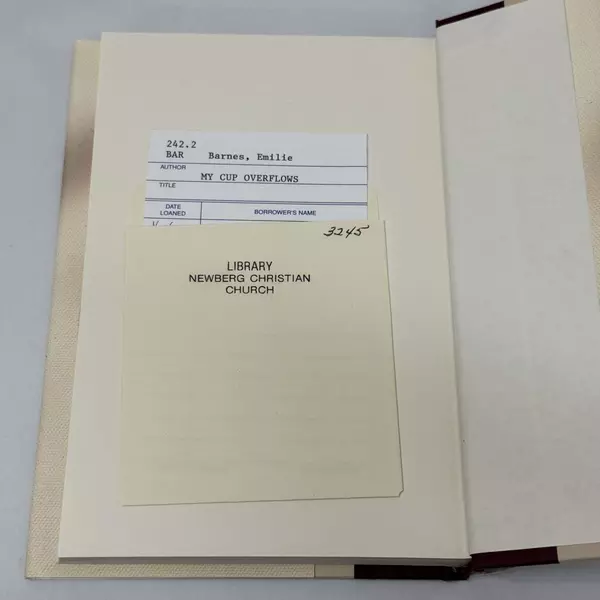 242.2
BAR Barnes, Emilie
AUTHOR
MY CUP OVERFLOWS
TITLE
DATE LOANED BORROWER'S NAME
3245
LIBRARY
NEWBERG CHRISTIAN
CHURCH